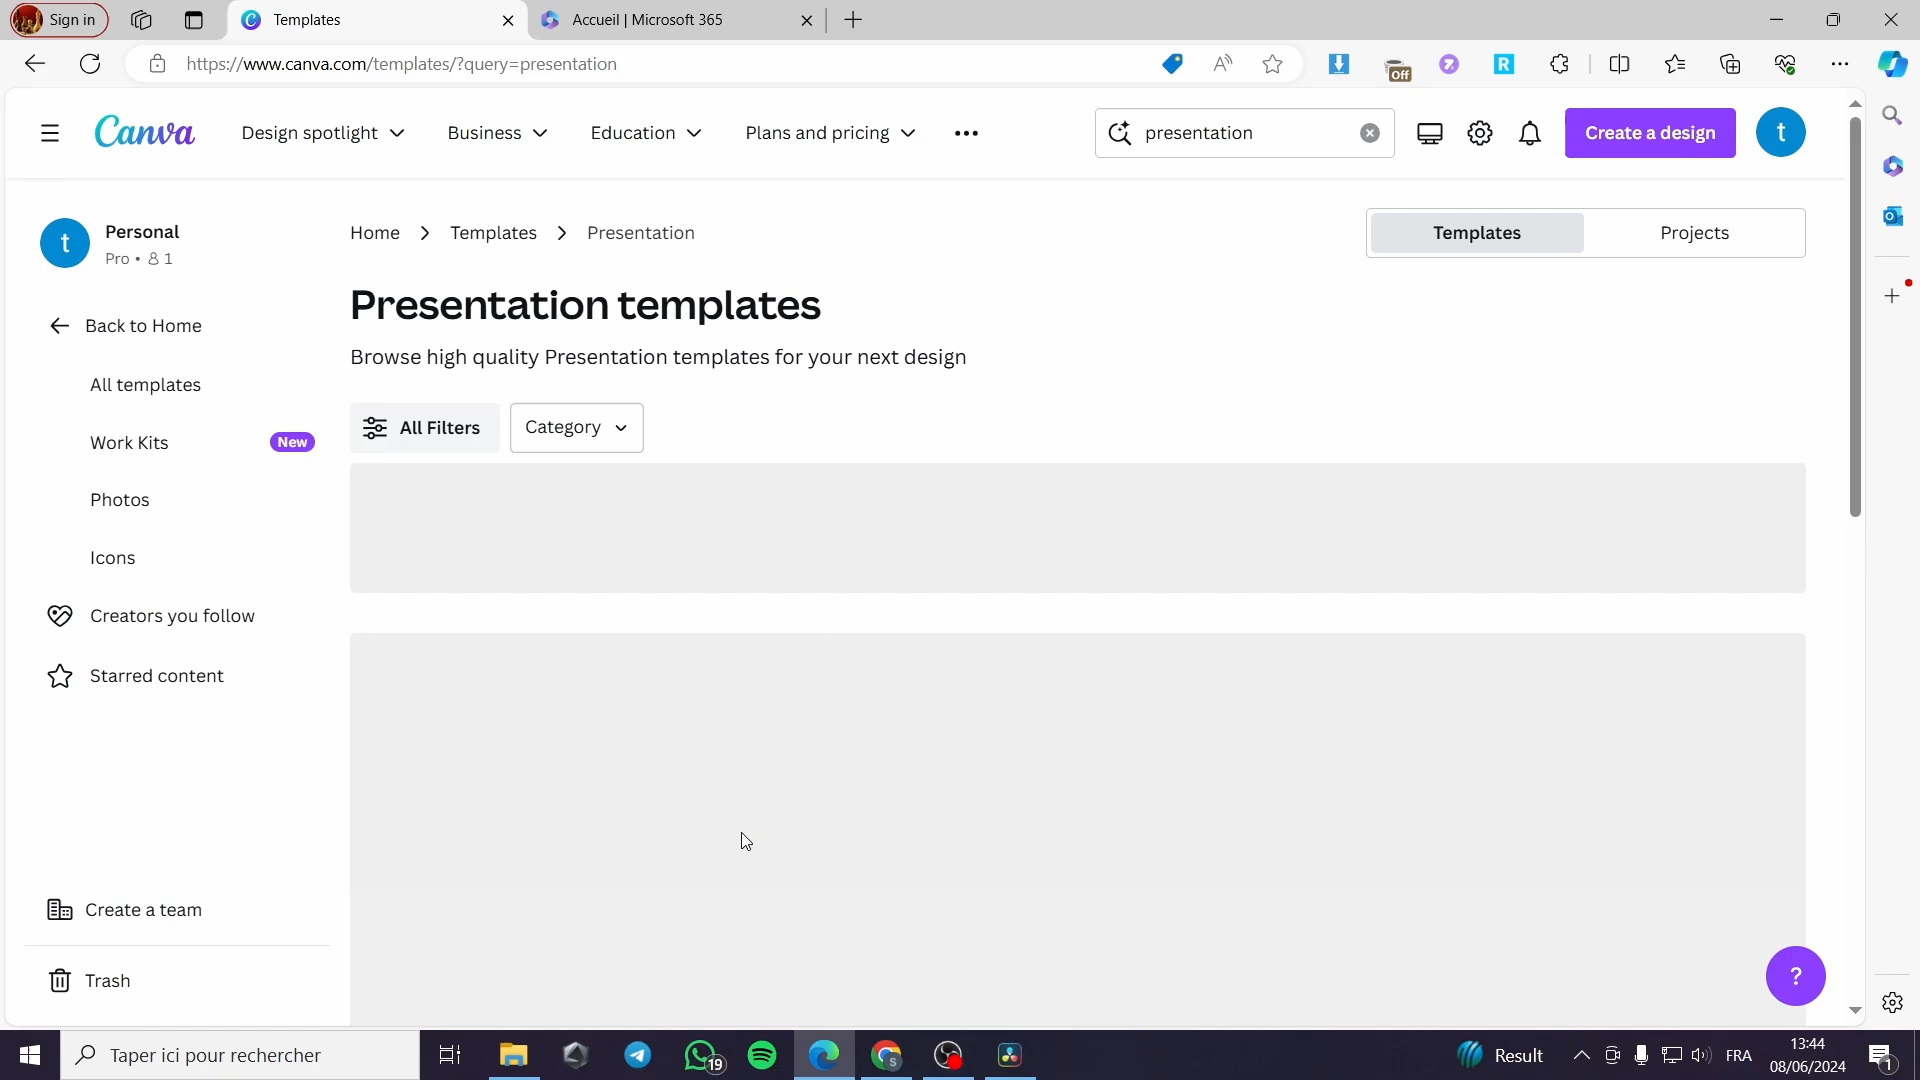 Sign in
Templates
Accueil | Microsoft 365
https://www.canva.com/templates/?query=presentation
Off
R
Canva
Design spotlight
Business
Education
Plans and pricing
presentation
Create a design
t
t
Personal
Pro • 1
Home
Templates
Presentation
Templates
Projects
Presentation templates
Browse high quality Presentation templates for your next design
Back to Home
All templates
All Filters
Category
Work Kits
New
Photos
Icons
Creators you follow
Starred content
Create a team
Trash
?
Taper ici pour rechercher
19
S
Result
FRA
13:44
08/06/2024
1